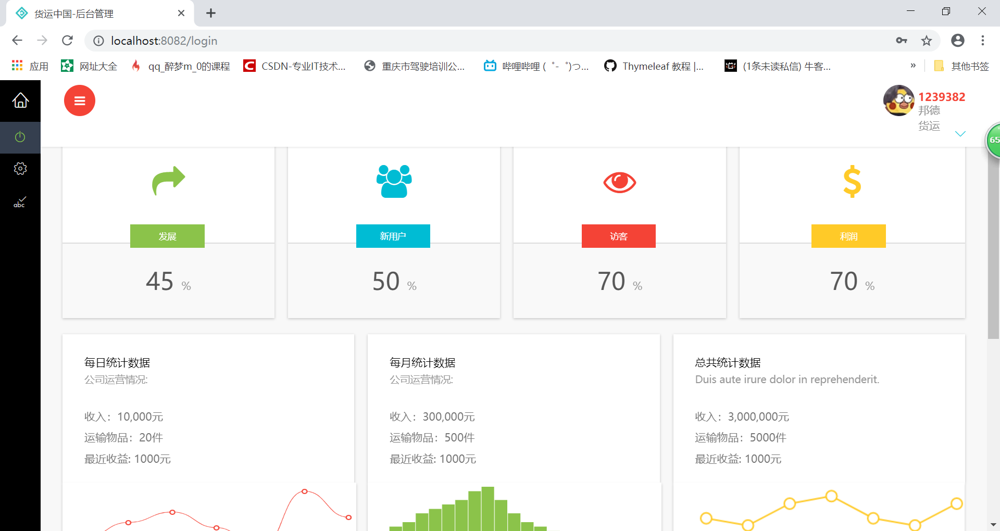 货运中国-后台管理
localhost:8082/login
应用
网址大全
qq_醉梦m_0的课程
CSDN-专业IT技术...
重庆市驾驶培训公...
哔哩哔哩 (゜-゜)つ...
Thymeleaf 教程 |...
(1条未读私信) 牛客...
»
其他书签
1239382
邦德
货运
65
abc
发展
新用户
访客
利润
45 %
50 %
70 %
70 %
每日统计数据
公司运营情况:
收入：10,000元
运输物品：20件
最近收益: 1000元
每月统计数据
公司运营情况:
收入：300,000元
运输物品：500件
最近收益: 1000元
总共统计数据
Duis aute irure dolor in reprehenderit.
收入：3,000,000元
运输物品：5000件
最近收益: 1000元